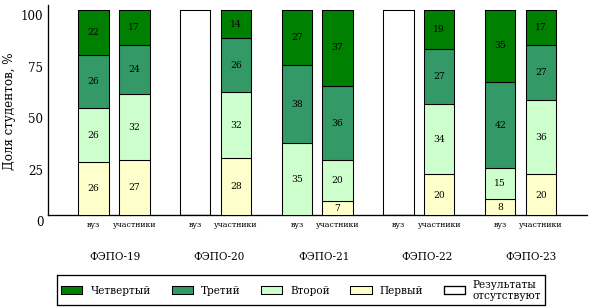 Доля студентов, %
100
75
50
25
0
22 17 14 27 37 19 35 17
26 24 26 38 36 27 42 27
26 32 32 35 20 34 15 36
26 27 28 7 20 8 20
вуз участники вуз участники вуз участники вуз участники вуз участники
ФЭПО-19 ФЭПО-20 ФЭПО-21 ФЭПО-22 ФЭПО-23
Четвертый Третий Второй Первый Результаты
отсутствуют